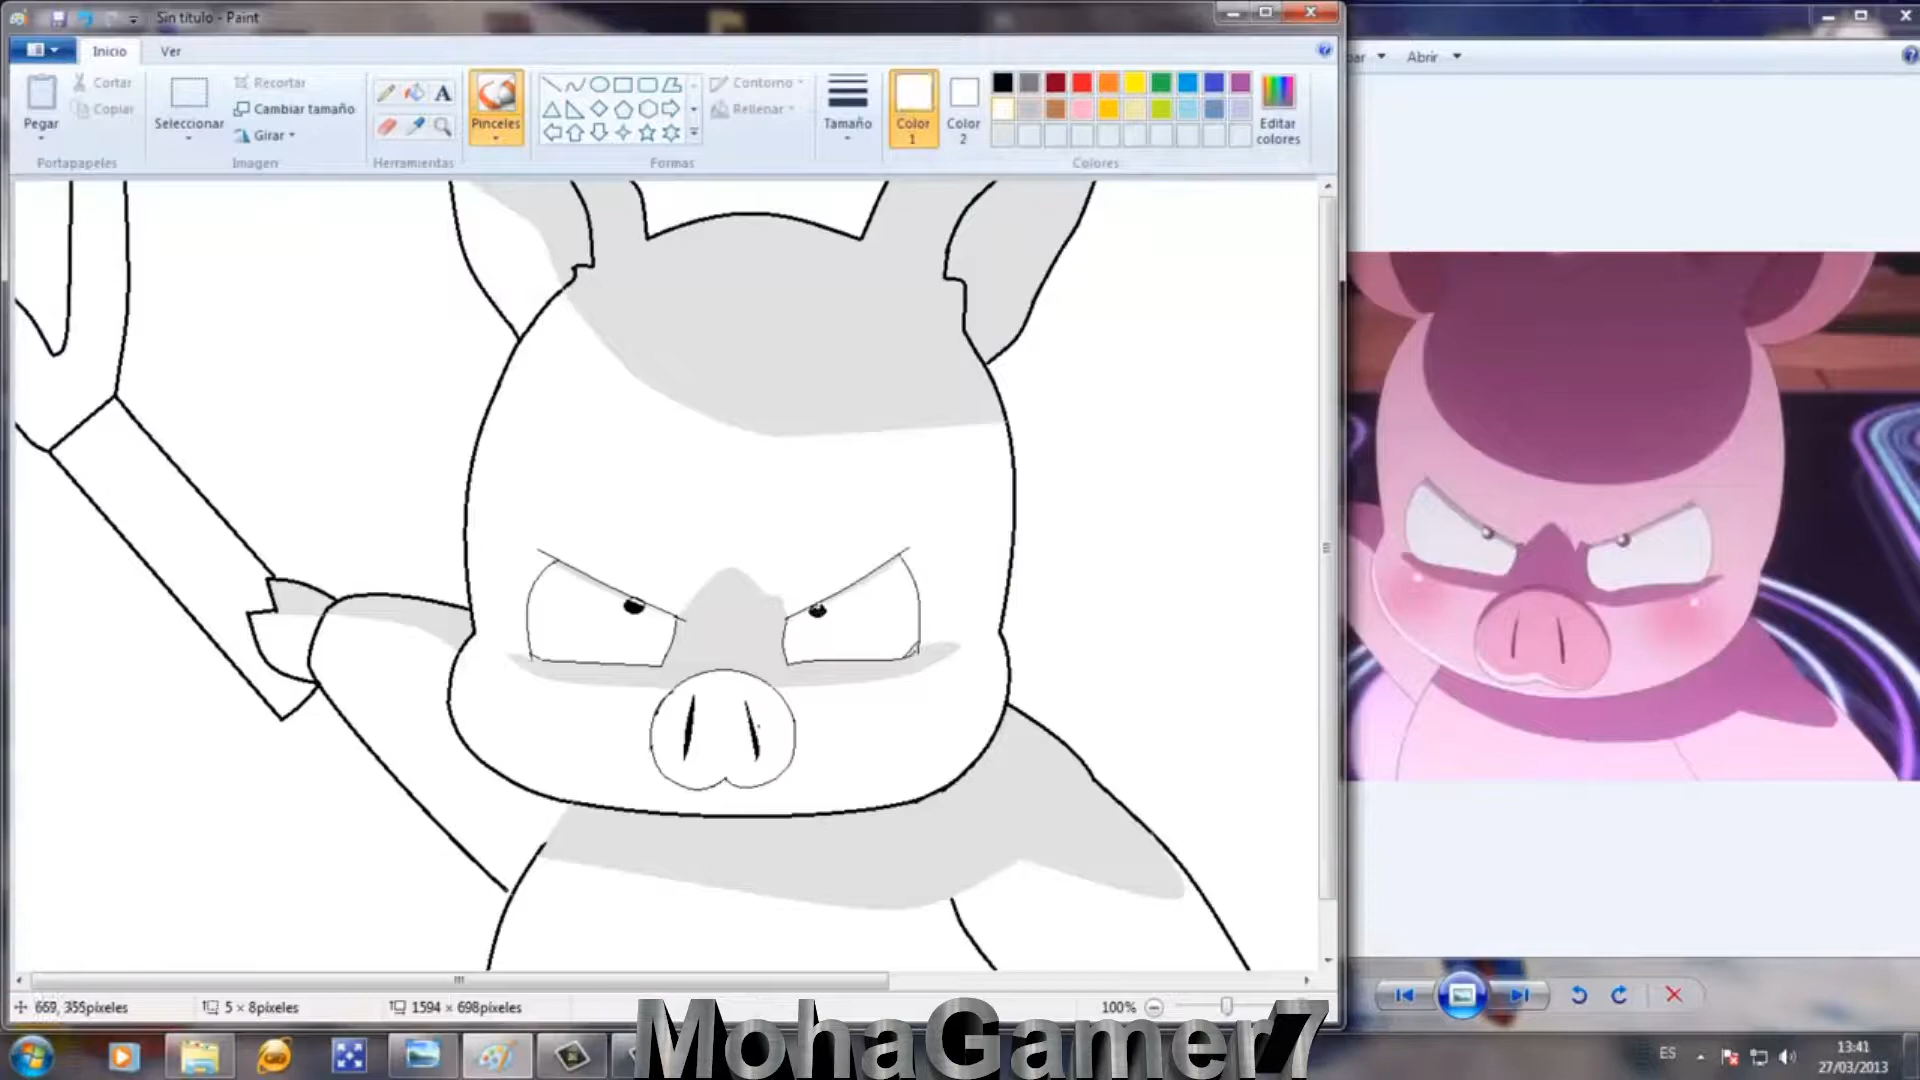 Sin título - Paint
Inicio
Ver
Abrir
Pegar
Cortar
Copiar
Portapapeles
Seleccionar
Recortar
Cambiar tamaño
Girar
Imagen
A
Herramientas
Pinceles
Formas
Contorno
Rellenar
Tamaño
Color
1
Color
2
Editar
colores
Colores
669, 356píxeles
5 × 8píxeles
1594 × 698píxeles
100%
MohaGamer7
ES
13:41
27/03/2013